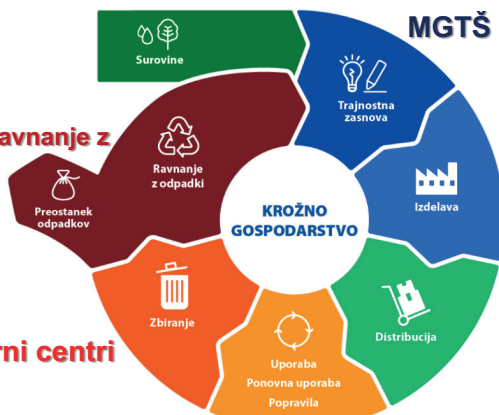 MGTŠ
Surovine
Trajnostna
zasnova
avnanje z
Ravnanje
z odpadki
Preostanek
odpadkov
Izdelava
KROŽNO
GOSPODARSTVO
Zbiranje
Distribucija
rni centri
Uporaba
Ponovna uporaba
Popravila